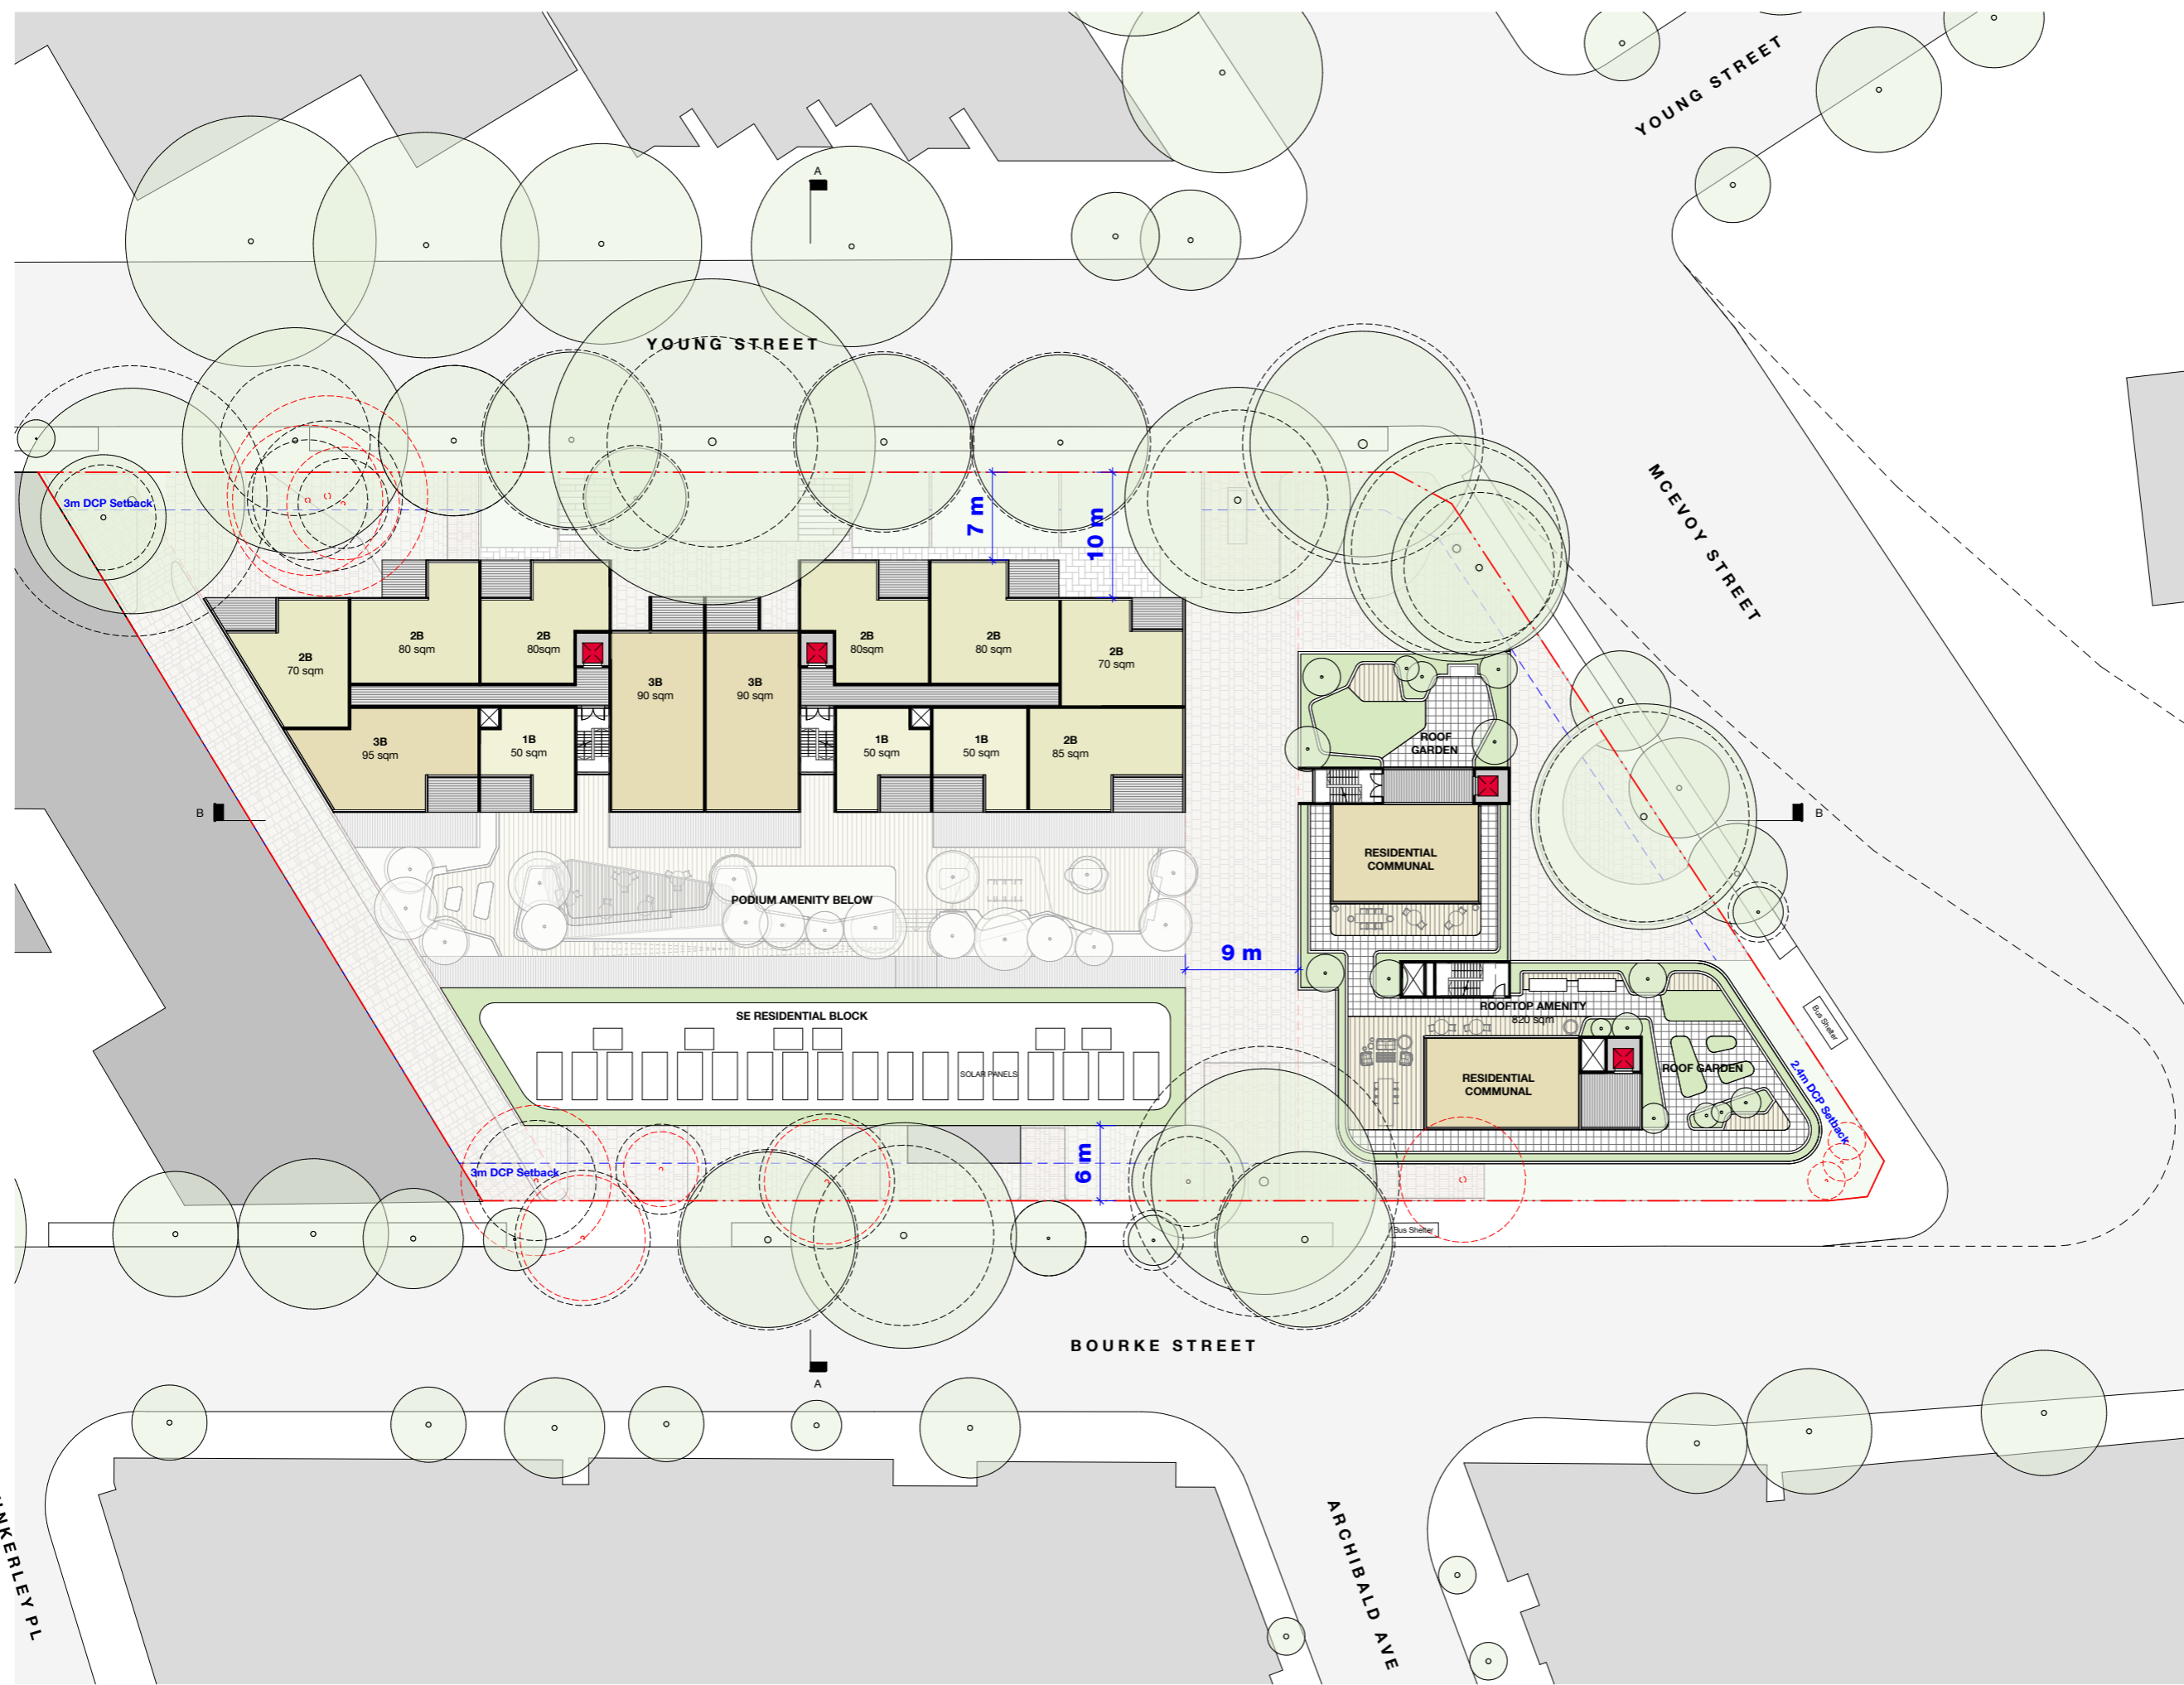 YOUNG STREET
A
YOUNG STREET
MCEVOY STREET
3m DCP Setback
7 m
10 m
2B
70 sqm
2B
80 sqm
2B
80sqm
3B
90 sqm
3B
90 sqm
2B
80sqm
2B
80 sqm
2B
70 sqm
3B
95 sqm
1B
50 sqm
1B
50 sqm
1B
50 sqm
2B
85 sqm
ROOF
GARDEN
B
B
RESIDENTIAL
COMMUNAL
PODIUM AMENITY BELOW
9 m
SE RESIDENTIAL BLOCK
SOLAR PANELS
ROOFTOP AMENITY
820 sqm
Bus Shelter
RESIDENTIAL
COMMUNAL
ROOF GARDEN
2.4m DCP Setback
3m DCP Setback
6 m
Bus Shelter
BOURKE STREET
A
ARCHIBALD AVE
PL